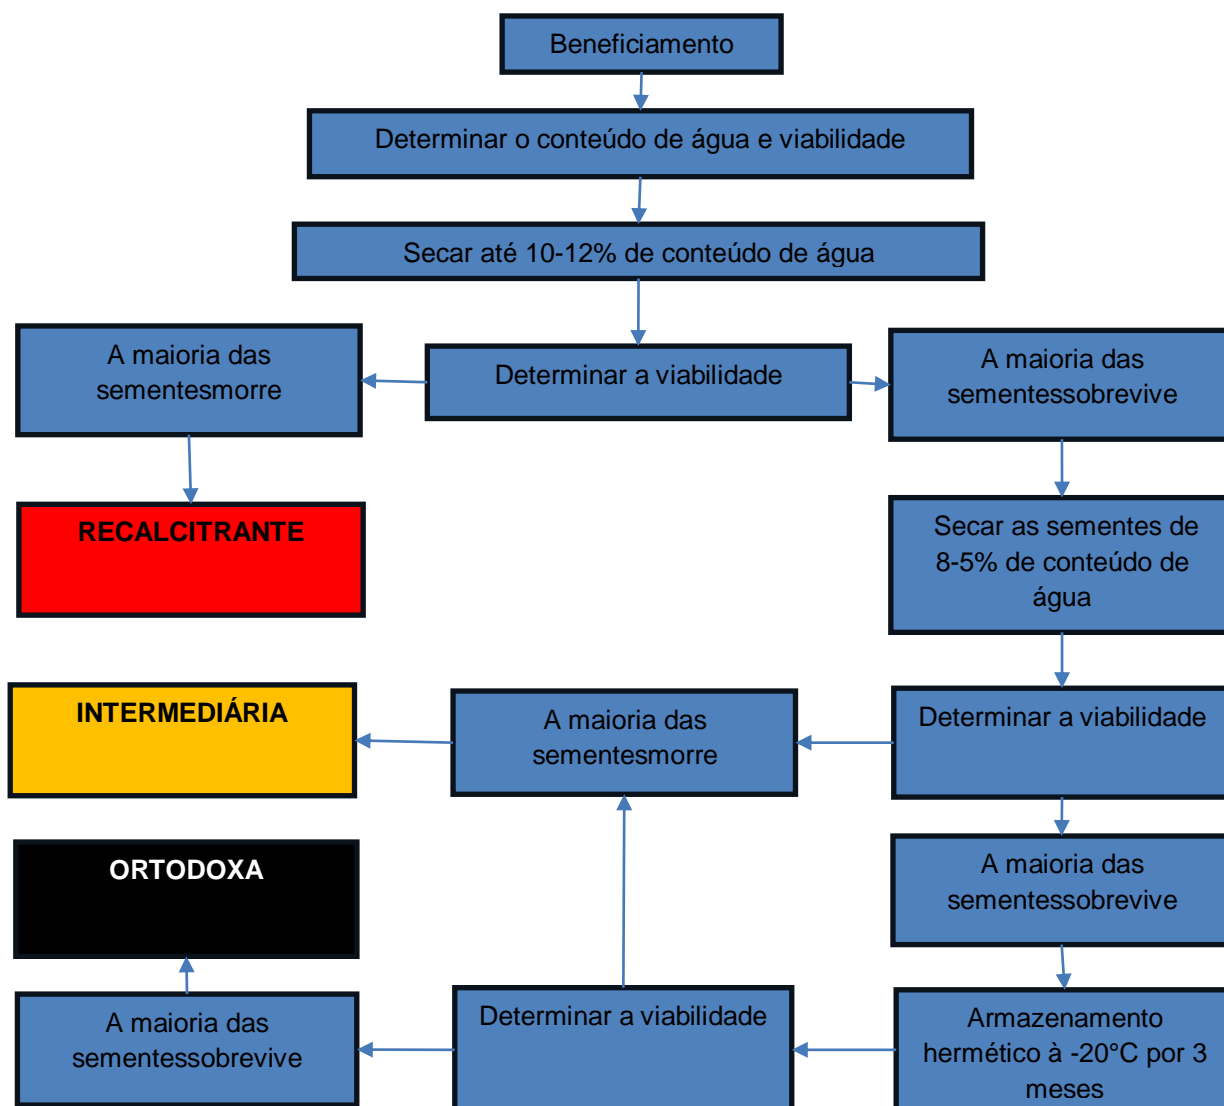 Beneficiamento
Determinar o conteúdo de água e viabilidade
Secar até 10-12% de conteúdo de água
A maioria das
sementesmorre
Determinar a viabilidade
A maioria das
sementessobrevive
RECALCITRANTE
Secar as sementes de
8-5% de conteúdo de
água
INTERMEDIÁRIA
A maioria das
sementesmorre
Determinar a viabilidade
ORTODOXA
A maioria das
sementessobrevive
A maioria das
sementessobrevive
Determinar a viabilidade
Armazenamento
hermético à -20°C por 3
meses